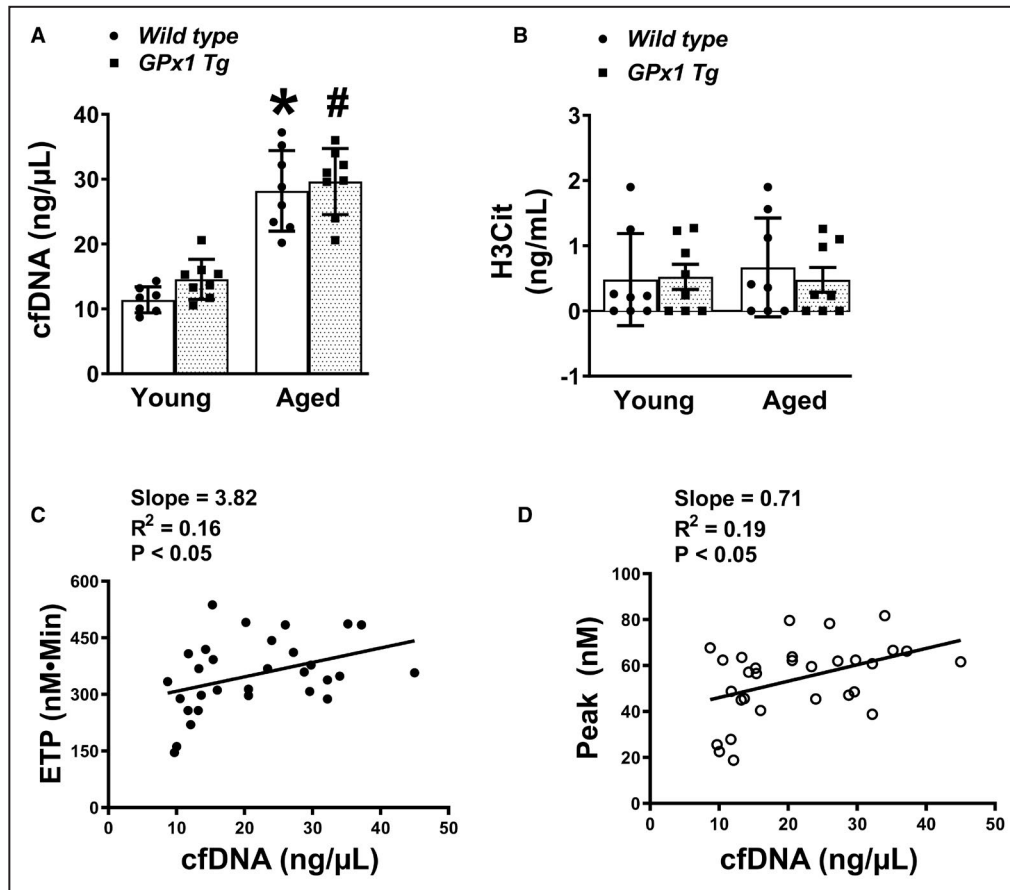 A
Wild type
GPx1 Tg
cfDNA (ng/µL)
40
30
20
10
0
*
#
Young
Aged
B
Wild type
GPx1 Tg
H3Cit
(ng/mL)
3
2
1
0
-1
Young
Aged
C
Slope = 3.82
R² = 0.16
P < 0.05
ETP (nM•Min)
600
450
300
150
0
0 10 20 30 40 50
cfDNA (ng/µL)
D
Slope = 0.71
R² = 0.19
P < 0.05
Peak (nM)
100
80
60
40
20
0
0 10 20 30 40 50
cfDNA (ng/µL)